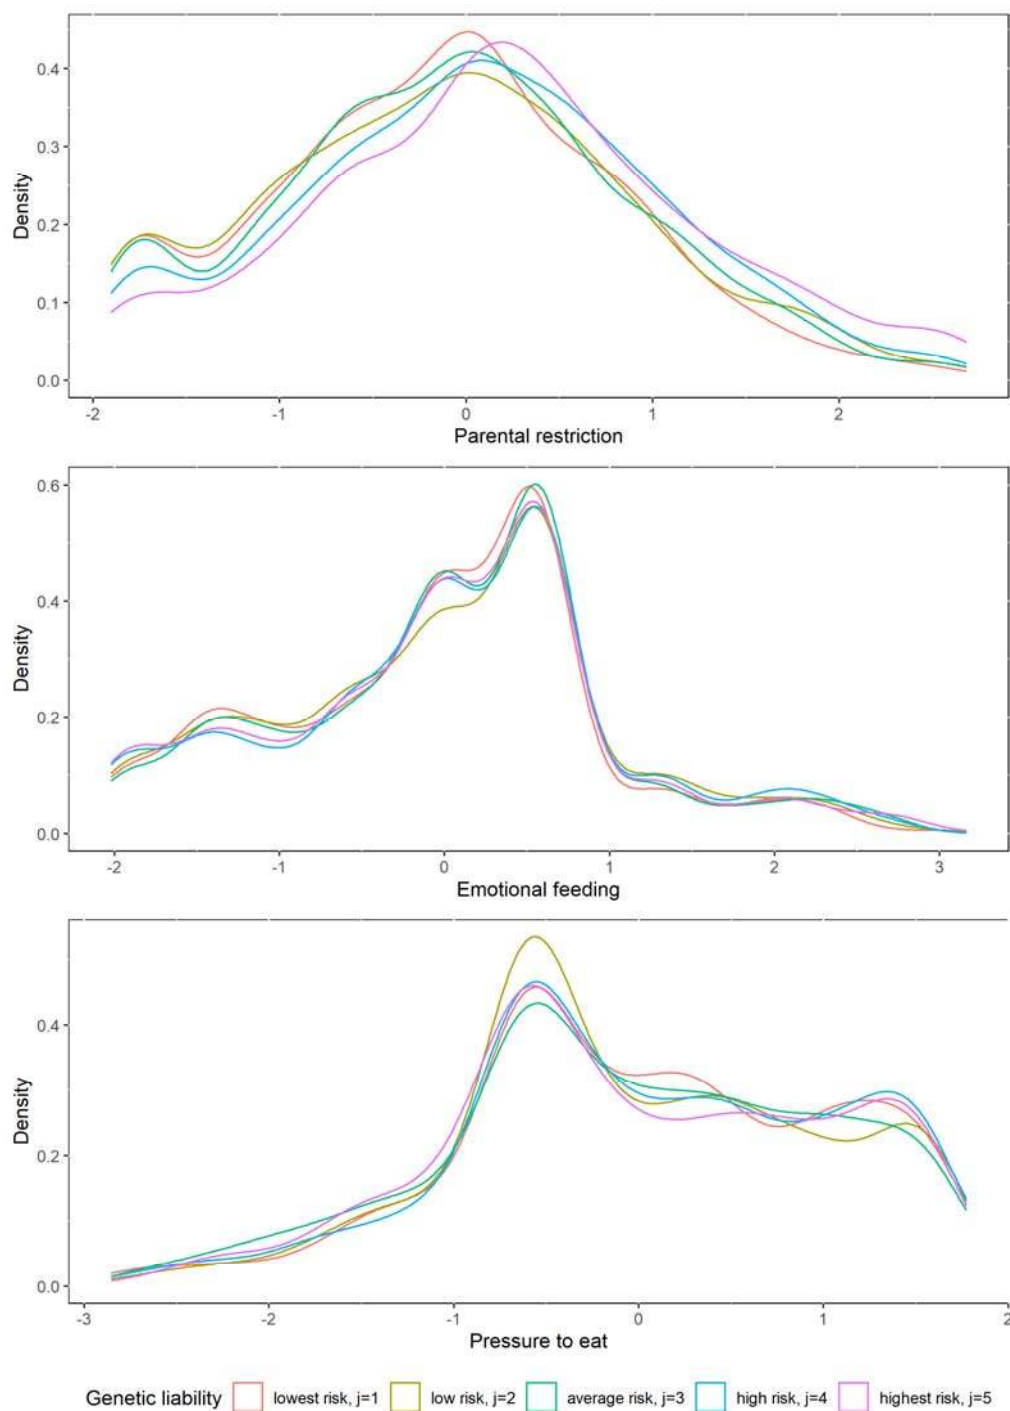 0.4
0.3
0.2
0.1
0.0
Density
-2 -1 0 1 2
Parental restriction
0.6
0.4
0.2
0.0
Density
-2 -1 0 1 2 3
Emotional feeding
0.4
0.2
0.0
Density
-3 -2 -1 0 1 2
Pressure to eat
Genetic liability lowest risk, j=1 low risk, j=2 average risk, j=3 high risk, j=4 highest risk, j=5